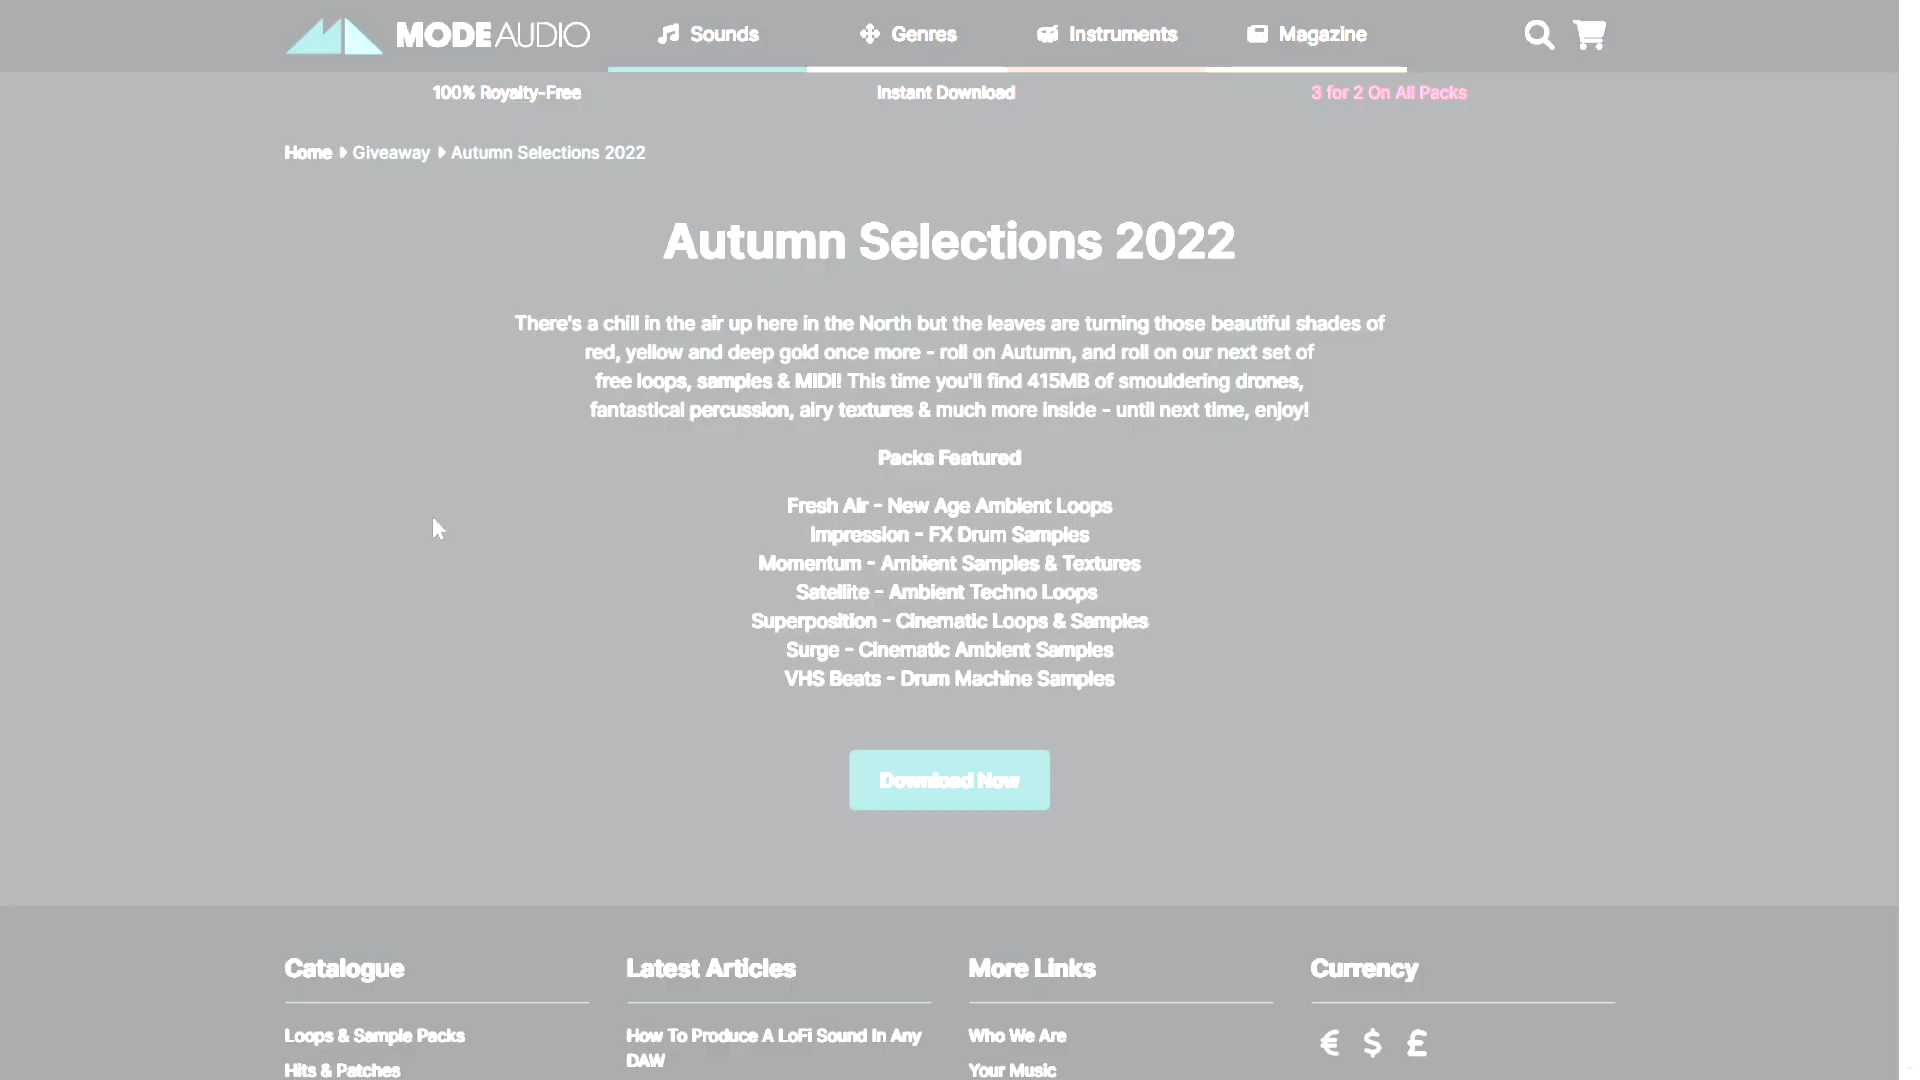 MODEAUDIO
Sounds
Genres
Instruments
Magazine
100% Royalty-Free
Instant Download
3 for 2 On All Packs
Home
Giveaway
Autumn Selections 2022
Autumn Selections 2022
There's a chill in the air up here in the North but the leaves are turning those beautiful shades of
red, yellow and deep gold once more - roll on Autumn, and roll on our next set of
free loops, samples & MIDI! This time you'll find 415MB of smouldering drones,
fantastical percussion, airy textures & much more inside - until next time, enjoy!
Packs Featured
Fresh Air - New Age Ambient Loops
Impression - FX Drum Samples
Momentum - Ambient Samples & Textures
Satellite - Ambient Techno Loops
Superposition - Cinematic Loops & Samples
Surge - Cinematic Ambient Samples
VHS Beats - Drum Machine Samples
Download Now
Catalogue
Loops & Sample Packs
Hits & Patches
Latest Articles
How To Produce A LoFi Sound In Any
DAW
More Links
Who We Are
Your Music
Currency
€ $ £